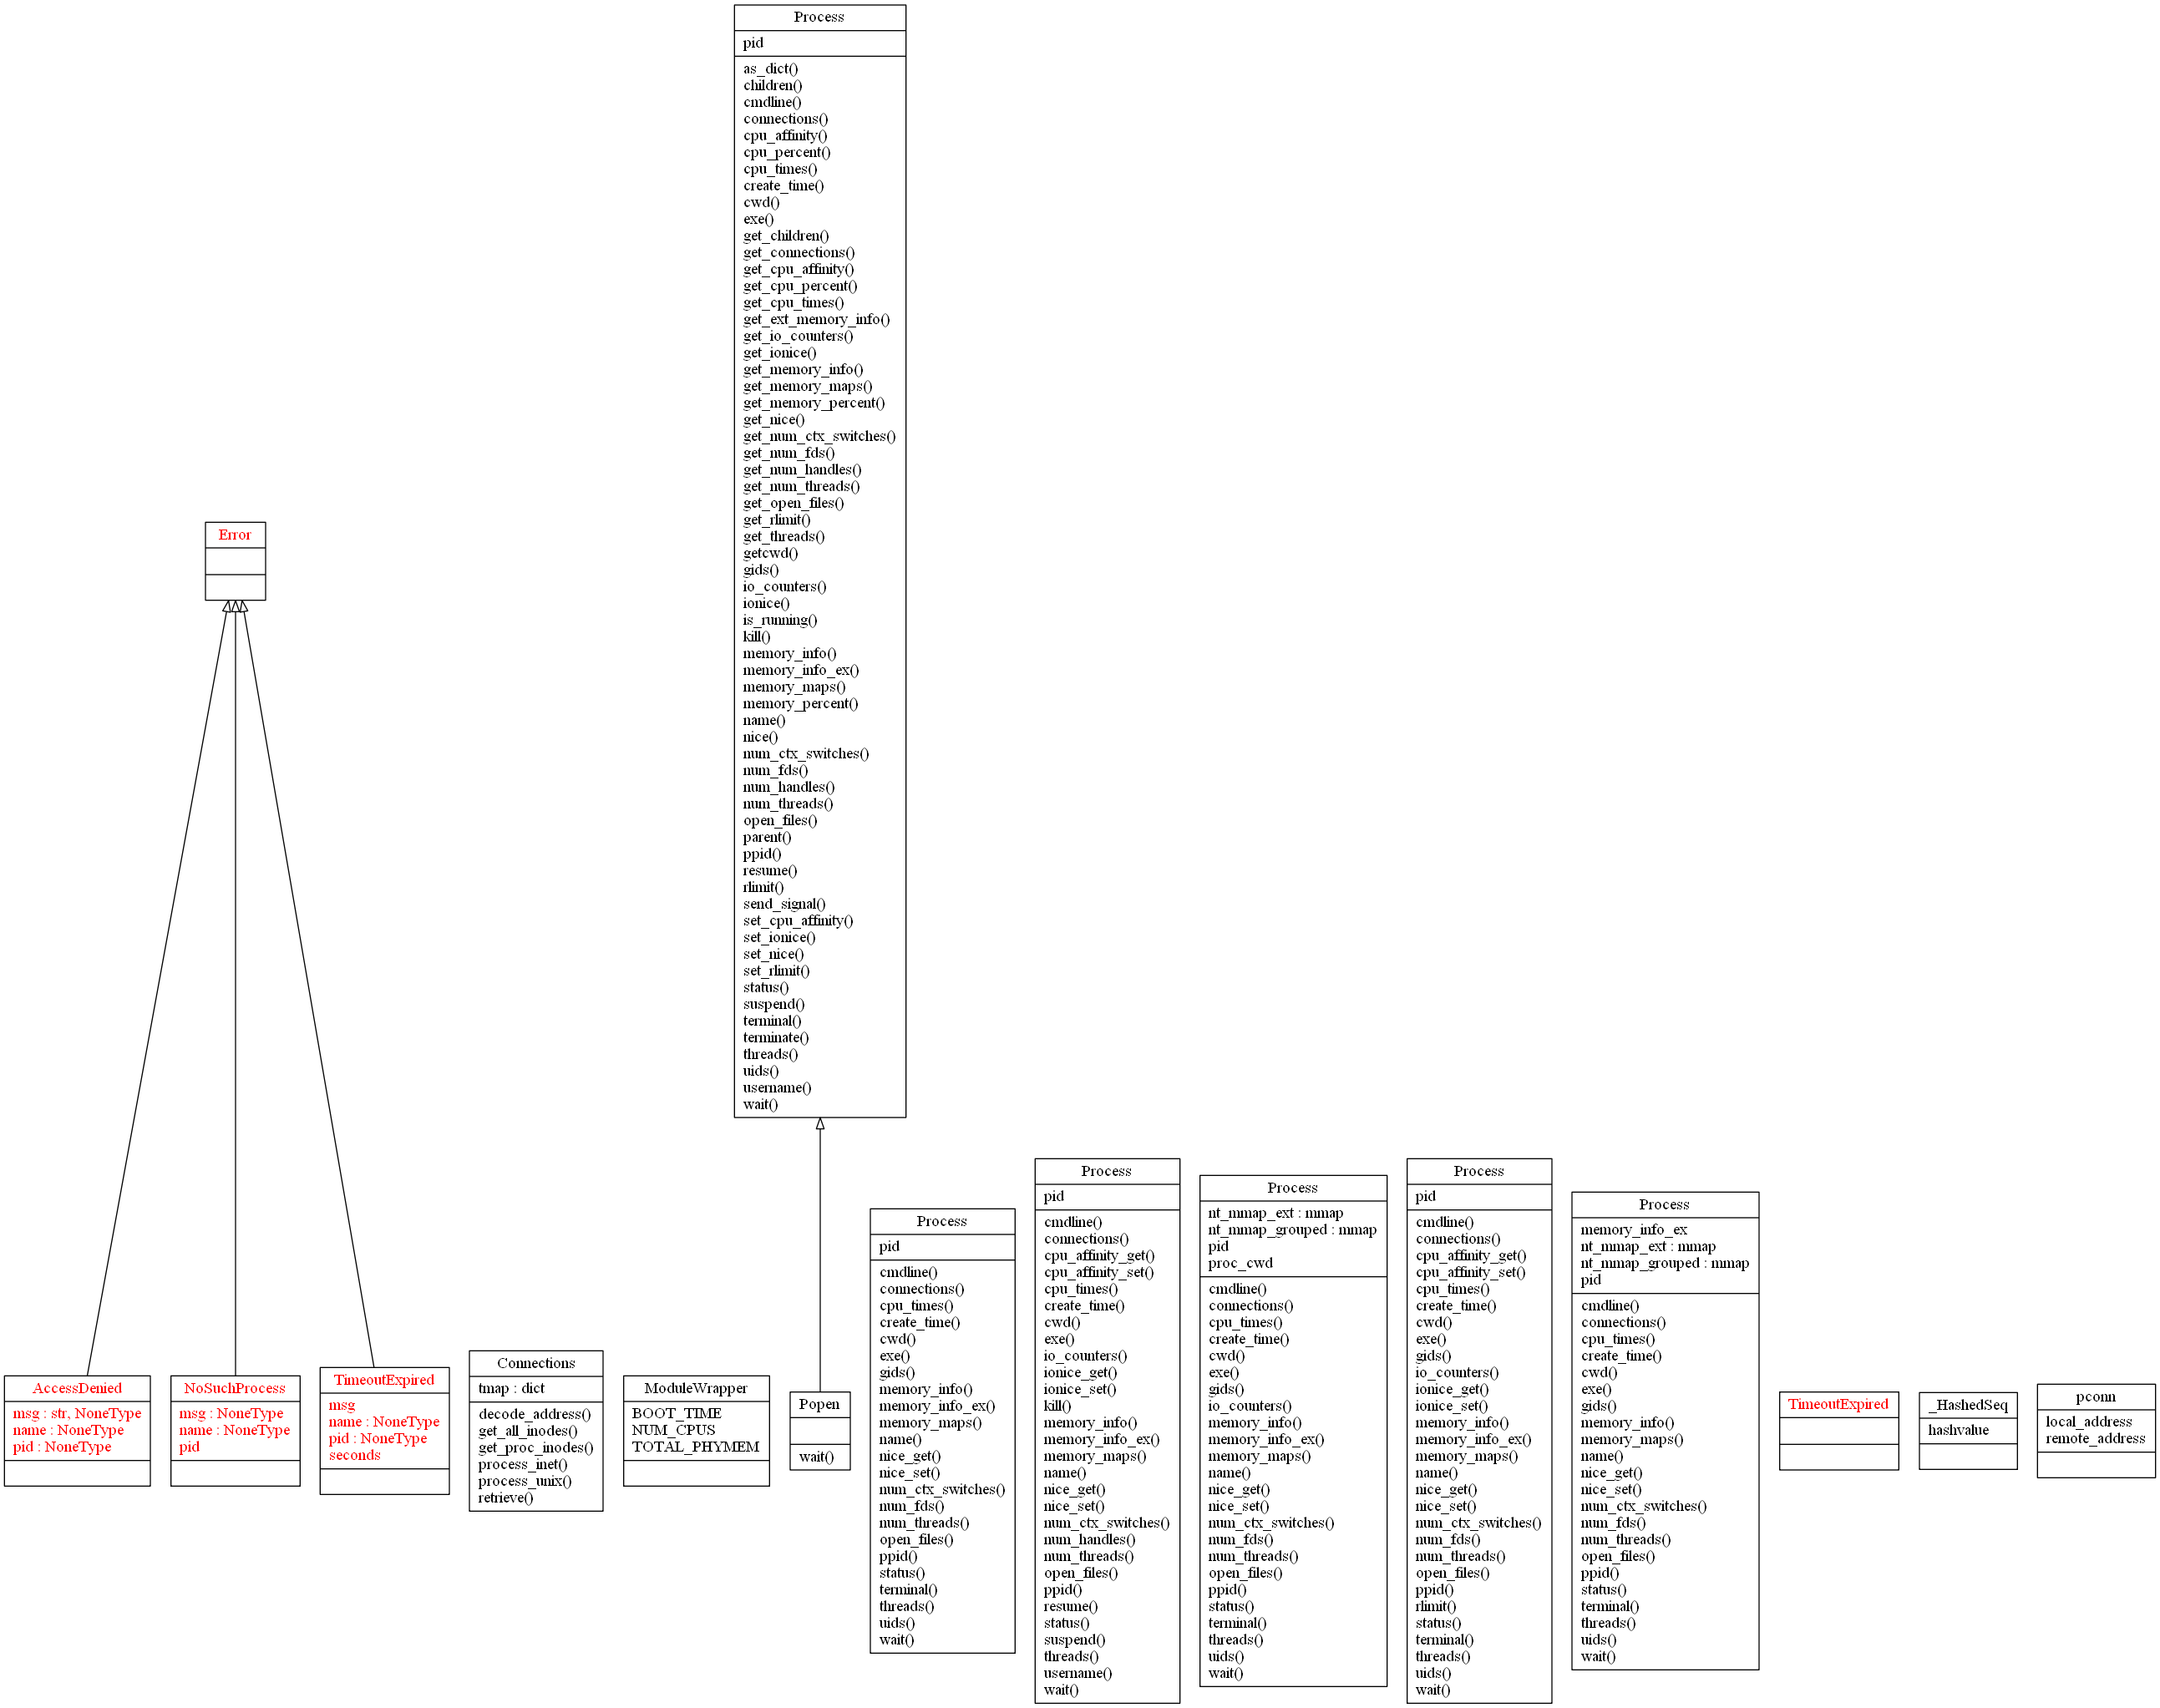 Process
pid
as_dict()
children()
cmdline()
connections()
cpu_affinity()
cpu_percent()
cpu_times()
create_time()
cwd()
exe()
get_children()
get_connections()
get_cpu_affinity()
get_cpu_percent()
get_cpu_times()
get_ext_memory_info()
get_io_counters()
get_ionice()
get_memory_info()
get_memory_maps()
get_memory_percent()
get_nice()
get_num_ctx_switches()
get_num_fds()
get_num_handles()
get_num_threads()
get_open_files()
get_rlimit()
get_threads()
getcwd()
gids()
io_counters()
ionice()
is_running()
kill()
memory_info()
memory_info_ex()
memory_maps()
memory_percent()
name()
nice()
num_ctx_switches()
num_fds()
num_handles()
num_threads()
open_files()
parent()
ppid()
resume()
rlimit()
send_signal()
set_cpu_affinity()
set_ionice()
set_nice()
set_rlimit()
status()
suspend()
terminal()
terminate()
threads()
uids()
username()
wait()
Error
AccessDenied
msg : str, NoneType
name : NoneType
pid : NoneType
NoSuchProcess
msg : NoneType
name : NoneType
pid
TimeoutExpired
msg
name : NoneType
pid : NoneType
seconds
Connections
tmap : dict
decode_address()
get_all_inodes()
get_proc_inodes()
process_inet()
process_unix()
retrieve()
ModuleWrapper
BOOT_TIME
NUM_CPUS
TOTAL_PHYMEM
Popen
wait()
Process
pid
cmdline()
connections()
cpu_times()
create_time()
cwd()
exe()
gids()
memory_info()
memory_info_ex()
memory_maps()
name()
nice_get()
nice_set()
num_ctx_switches()
num_fds()
num_threads()
open_files()
ppid()
status()
terminal()
threads()
uids()
wait()
Process
pid
cmdline()
connections()
cpu_affinity_get()
cpu_affinity_set()
cpu_times()
create_time()
cwd()
exe()
io_counters()
ionice_get()
ionice_set()
kill()
memory_info()
memory_info_ex()
memory_maps()
name()
nice_get()
nice_set()
num_ctx_switches()
num_handles()
num_threads()
open_files()
ppid()
resume()
status()
suspend()
threads()
username()
wait()
Process
nt_mmap_ext : mmap
nt_mmap_grouped : mmap
pid
proc_cwd
cmdline()
connections()
cpu_times()
create_time()
cwd()
exe()
gids()
io_counters()
memory_info()
memory_info_ex()
memory_maps()
name()
nice_get()
nice_set()
num_ctx_switches()
num_fds()
num_threads()
open_files()
ppid()
status()
terminal()
threads()
uids()
wait()
Process
pid
cmdline()
connections()
cpu_affinity_get()
cpu_affinity_set()
cpu_times()
create_time()
cwd()
exe()
gids()
io_counters()
ionice_get()
ionice_set()
memory_info()
memory_info_ex()
memory_maps()
name()
nice_get()
nice_set()
num_ctx_switches()
num_fds()
num_threads()
open_files()
ppid()
rlimit()
status()
terminal()
threads()
uids()
wait()
Process
memory_info_ex
nt_mmap_ext : mmap
nt_mmap_grouped : mmap
pid
cmdline()
connections()
cpu_times()
create_time()
cwd()
exe()
gids()
memory_info()
memory_maps()
name()
nice_get()
nice_set()
num_ctx_switches()
num_fds()
num_threads()
open_files()
ppid()
status()
terminal()
threads()
uids()
wait()
TimeoutExpired
_HashedSeq
hashvalue
pconn
local_address
remote_address